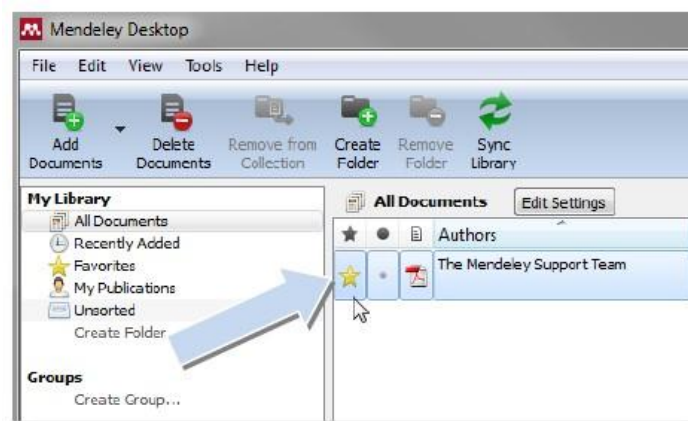 Mendeley Desktop
File Edit View Tools Help
Add Documents
Delete Documents
Remove from Collection
Create Folder
Remove Folder
Sync Library
My Library
All Documents
Recently Added
Favorites
My Publications
Unsorted
Create Folder
Groups
Create Group...
All Documents Edit Settings
Authors
The Mendeley Support Team